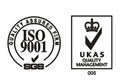 QUALITY ASSURED FIRM
ISO
9001
SGS
UKAS
QUALITY
MANAGEMENT
005